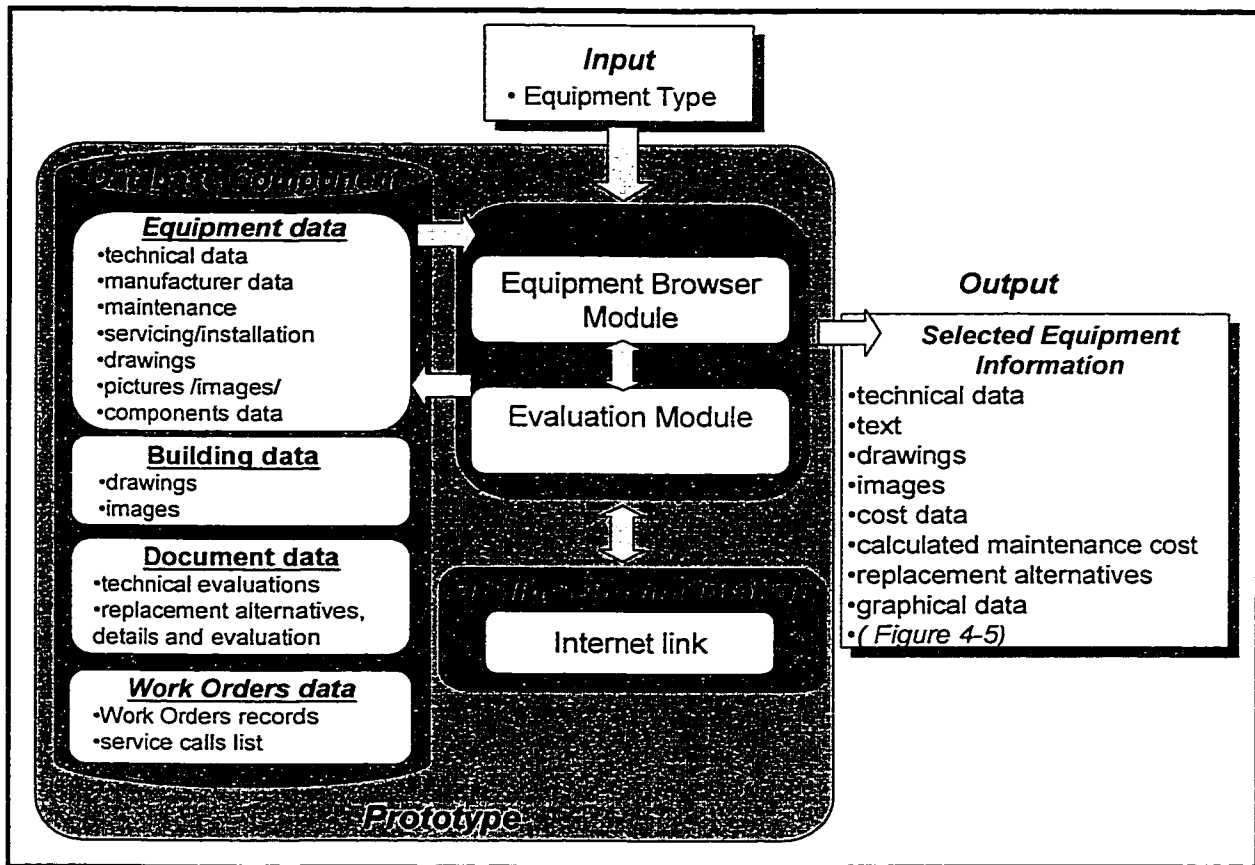 Input
• Equipment Type
Component
Equipment data
•technical data
•manufacturer data
•maintenance
•servicing/installation
•drawings
•pictures /images/
•components data
Building data
•drawings
•images
Document data
•technical evaluations
•replacement alternatives,
details and evaluation
Work Orders data
•Work Orders records
•service calls list
Equipment Browser
Module
Evaluation Module
Internet link
Prototype
Output
Selected Equipment
Information
•technical data
•text
•drawings
•images
•cost data
•calculated maintenance cost
•replacement alternatives
•graphical data
•( Figure 4-5)